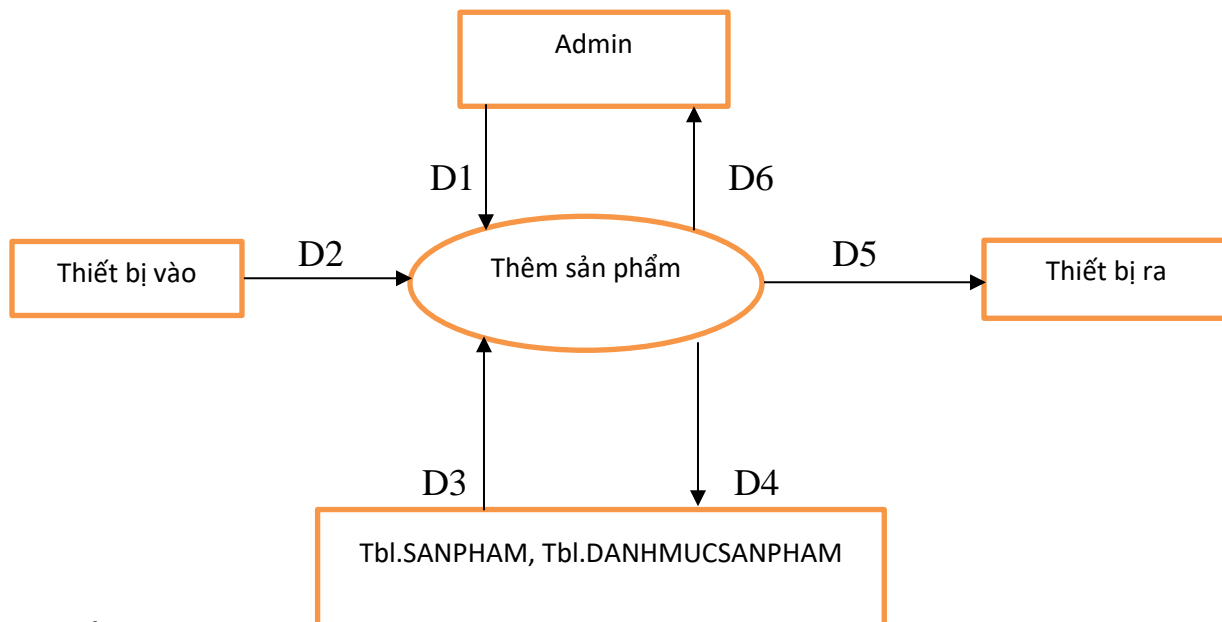 Admin
D1
D6
Thiết bị vào
D2
Thêm sản phẩm
D5
Thiết bị ra
D3
D4
Tbl.SANPHAM, Tbl.DANHMUCSANPHAM